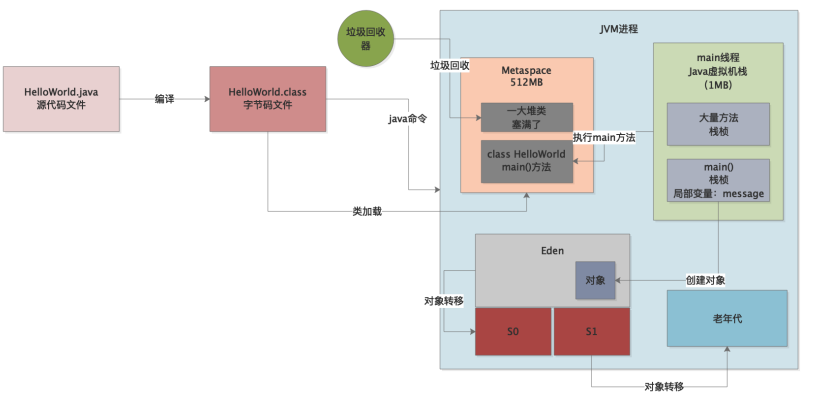 垃圾回收
器
JVM进程
HelloWorld.java
源代码文件
编译
HelloWorld.class
字节码文件
java命令
类加载
垃圾回收
Metaspace
512MB
一大堆类
塞满了
class HelloWorld
main()方法
执行main方法
main线程
Java虚拟机栈
（1MB）
大量方法
栈桢
main()
栈桢
局部变量：message
Eden
对象
创建对象
对象转移
S0
S1
老年代
对象转移